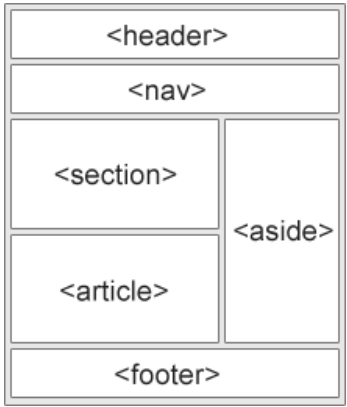 <header>
<nav>
<section>
<aside>
<article>
<footer>